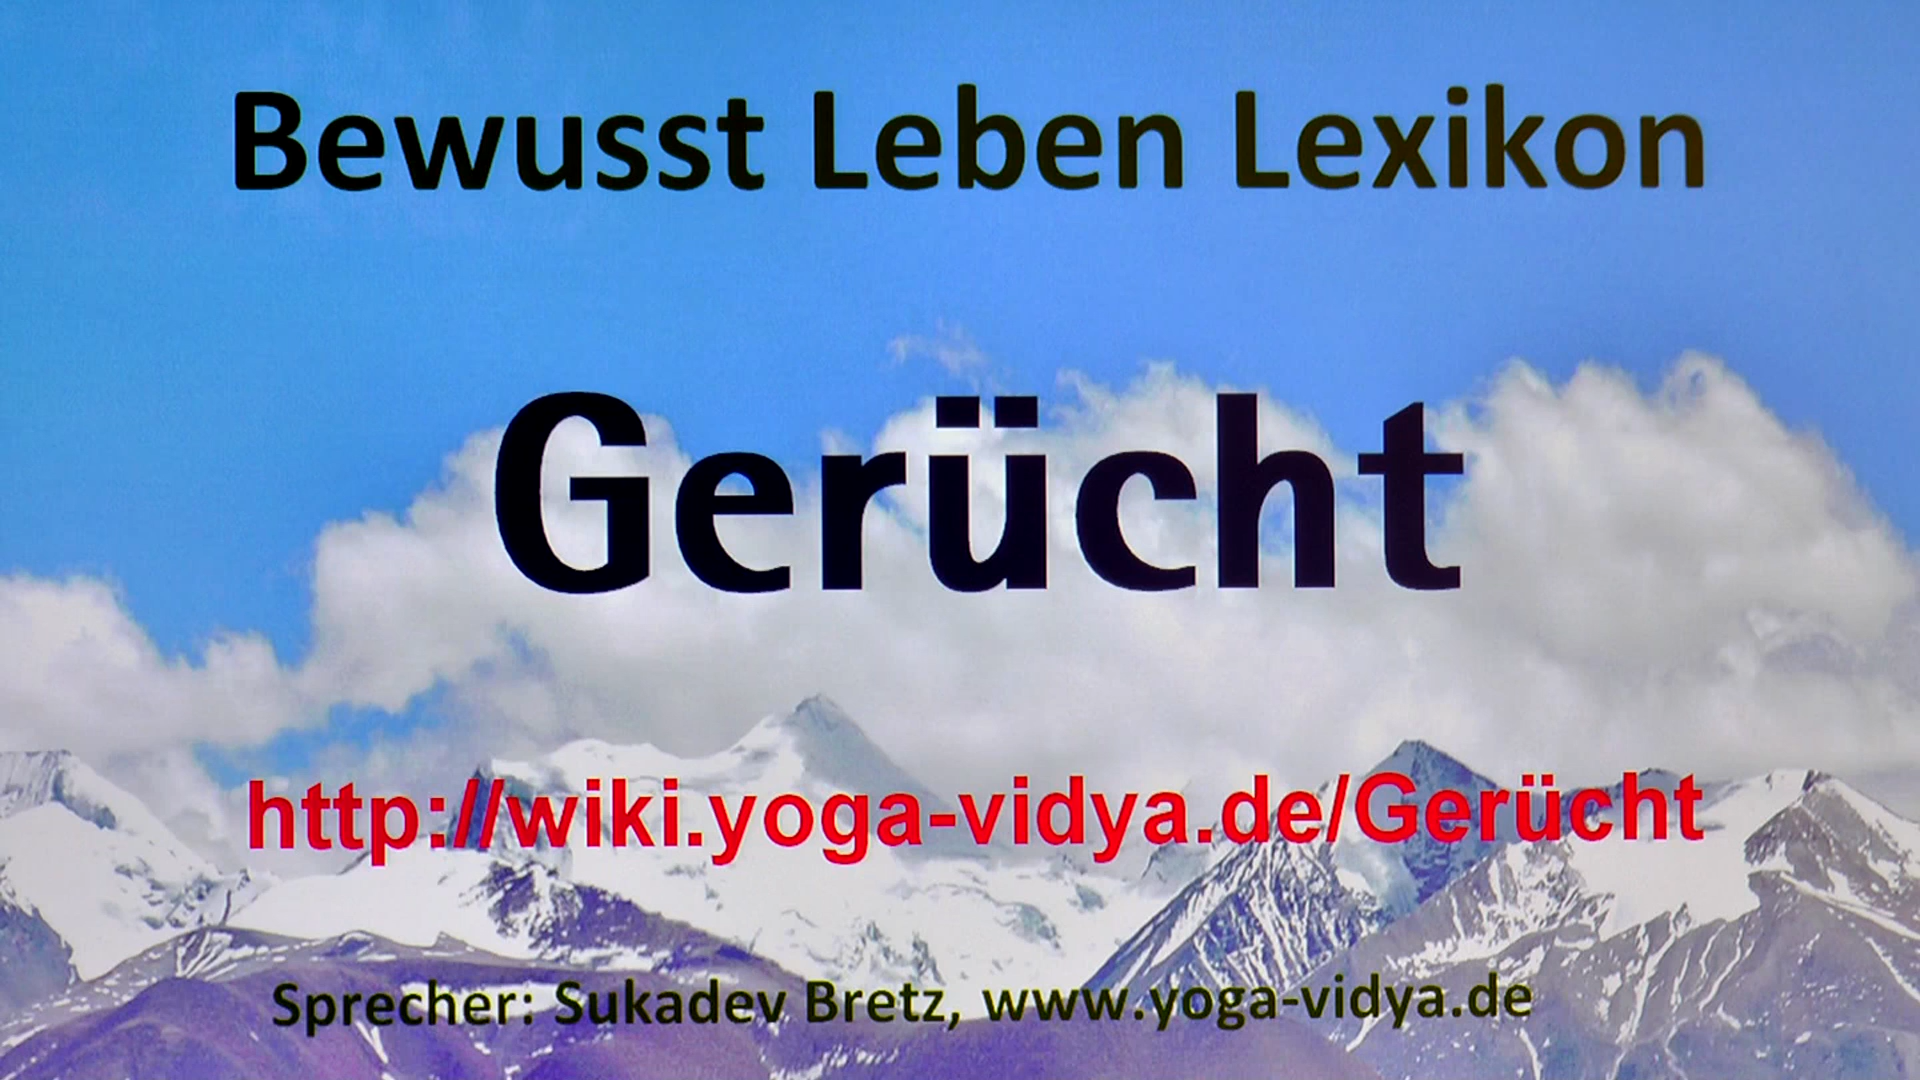 Bewusst Leben Lexikon
Gerücht
http://wiki.yoga-vidya.de/Gerücht
Sprecher: Sukadev Bretz, www.yoga-vidya.de